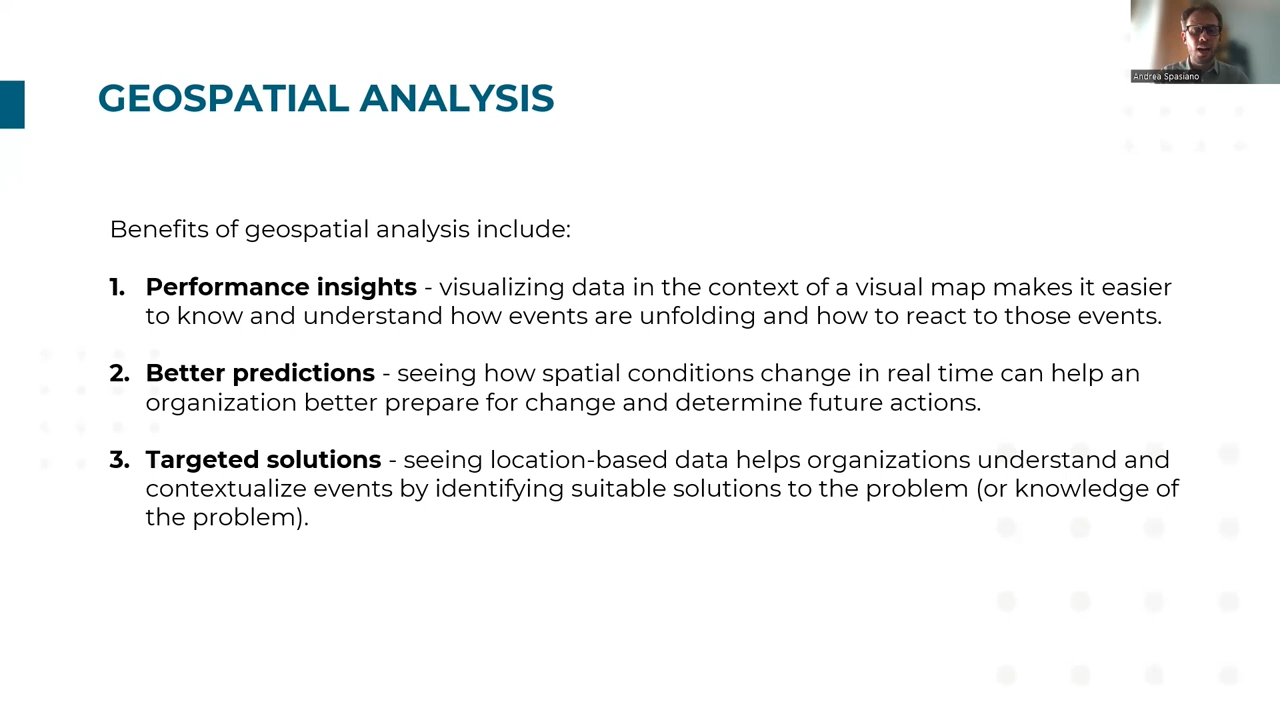 Andrea Spasiano
GEOSPATIAL ANALYSIS
Benefits of geospatial analysis include:
1. Performance insights - visualizing data in the context of a visual map makes it easier
to know and understand how events are unfolding and how to react to those events.
2. Better predictions - seeing how spatial conditions change in real time can help an
organization better prepare for change and determine future actions.
3. Targeted solutions - seeing location-based data helps organizations understand and
contextualize events by identifying suitable solutions to the problem (or knowledge of
the problem).